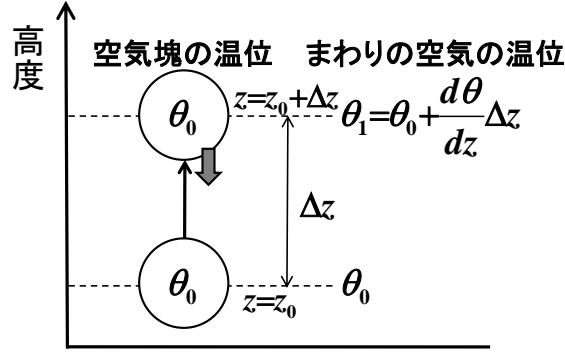 高度
空気塊の温位 まわりの空気の温位
θ₀ z=z₀+Δz θ₁=θ₀+dθ/dz Δz
Δz
θ₀ z=z₀ θ₀